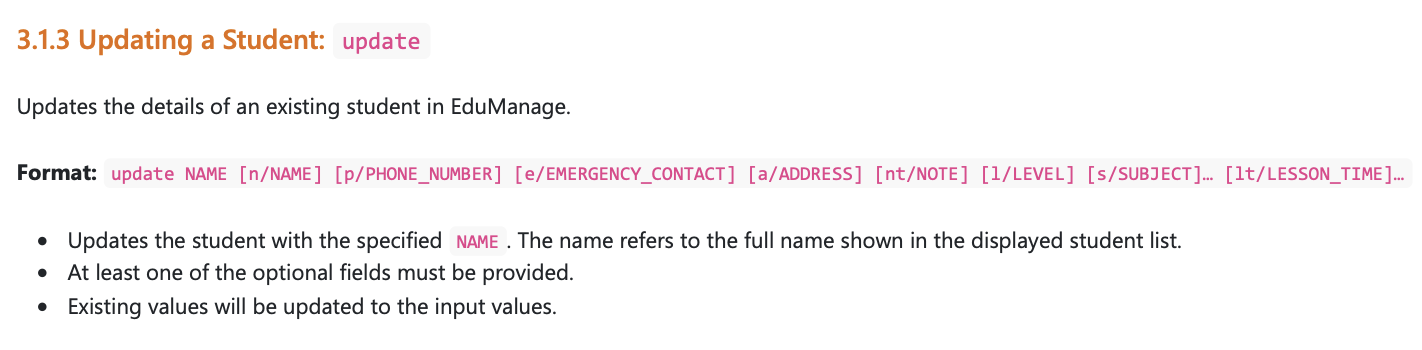 3.1.3 Updating a Student: update
Updates the details of an existing student in EduManage.
Format: update NAME [n/NAME] [p/PHONE_NUMBER] [e/EMERGENCY_CONTACT] [a/ADDRESS] [nt/NOTE] [l/LEVEL] [s/SUBJECT]… [lt/LESSON_TIME]…
• Updates the student with the specified NAME . The name refers to the full name shown in the displayed student list.
• At least one of the optional fields must be provided.
• Existing values will be updated to the input values.